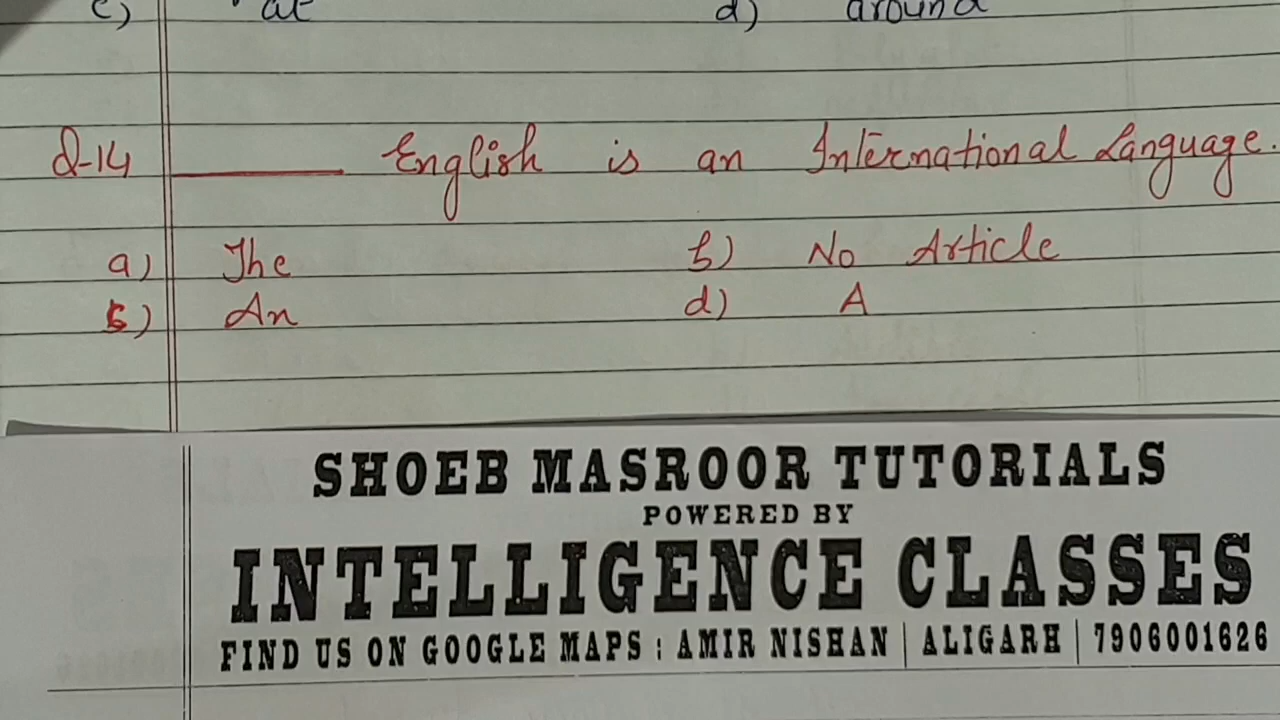 c) at d) around
Q-14 ______ English is an International Language.
a) The b) No Article
b) An d) A
SHOEB MASROOR TUTORIALS
POWERED BY
INTELLIGENCE CLASSES
FIND US ON GOOGLE MAPS : AMIR NISHAN | ALIGARH | 7906001626